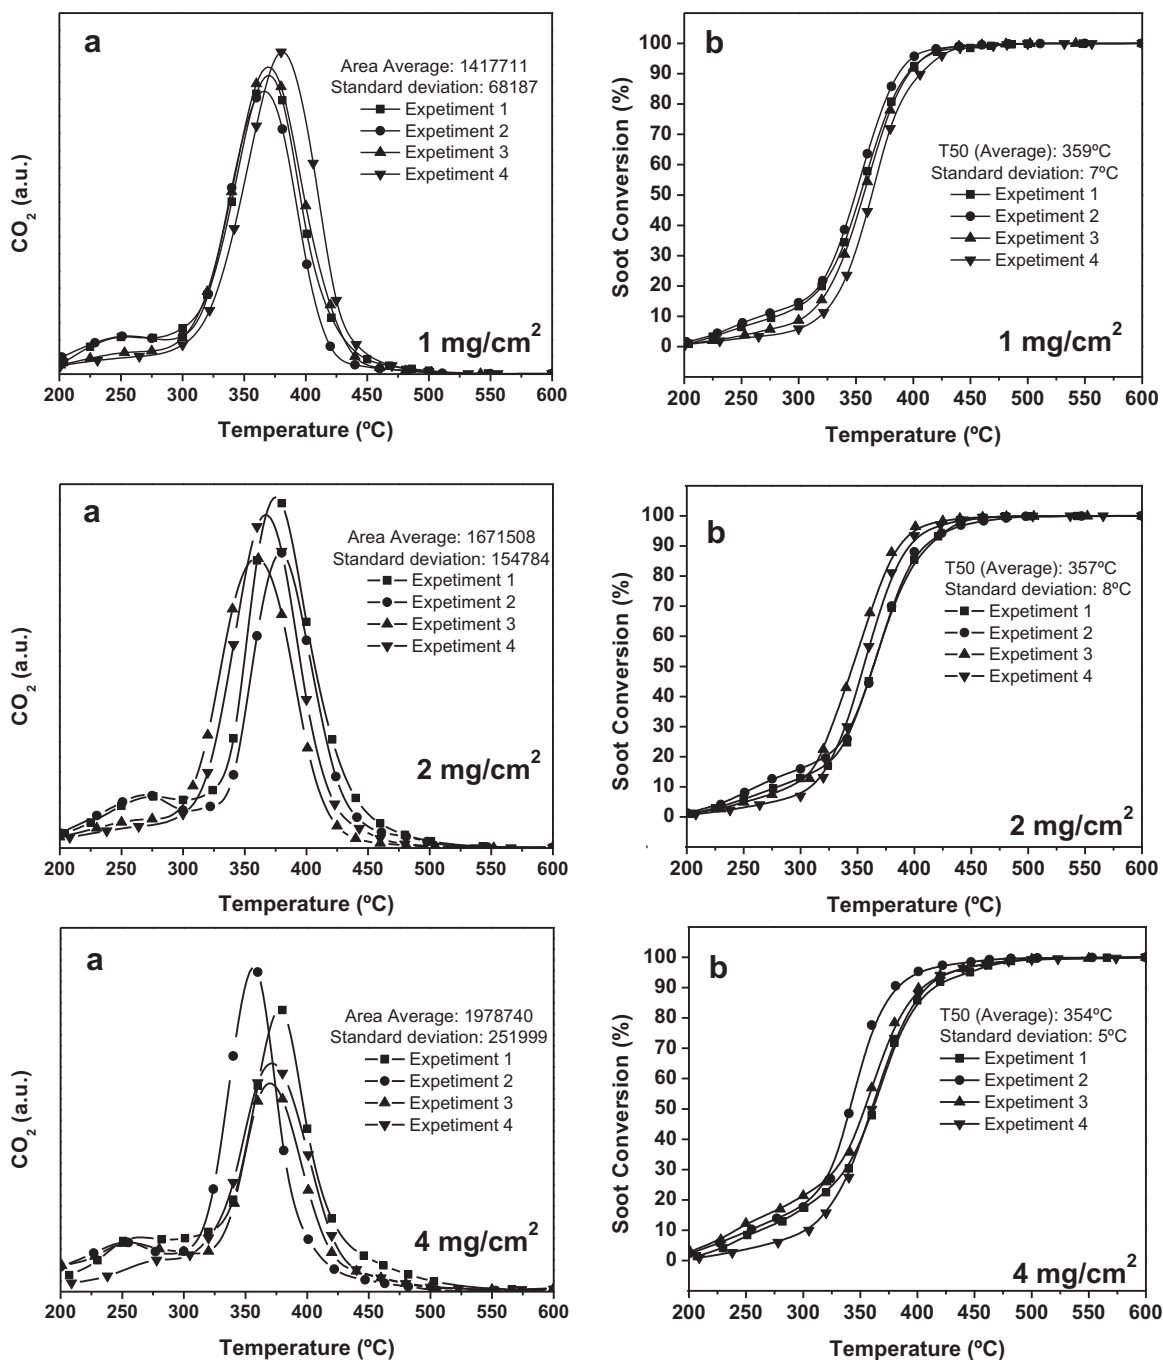 a
Area Average: 1417711
Standard deviation: 68187
Expetiment 1
Expetiment 2
Expetiment 3
Expetiment 4
1 mg/cm²
CO₂ (a.u.)
200 250 300 350 400 450 500 550 600
Temperature (ºC)
b
100
90
80
70
60
50
40
30
20
10
0
Soot Conversion (%)
T50 (Average): 359ºC
Standard deviation: 7ºC
Expetiment 1
Expetiment 2
Expetiment 3
Expetiment 4
1 mg/cm²
200 250 300 350 400 450 500 550 600
Temperature (ºC)
a
Area Average: 1671508
Standard deviation: 154784
Expetiment 1
Expetiment 2
Expetiment 3
Expetiment 4
2 mg/cm²
CO₂ (a.u.)
200 250 300 350 400 450 500 550 600
Temperature (ºC)
b
100
90
80
70
60
50
40
30
20
10
0
Soot Conversion (%)
T50 (Average): 357ºC
Standard deviation: 8ºC
Expetiment 1
Expetiment 2
Expetiment 3
Expetiment 4
2 mg/cm²
200 250 300 350 400 450 500 550 600
Temperature (ºC)
a
Area Average: 1978740
Standard deviation: 251999
Expetiment 1
Expetiment 2
Expetiment 3
Expetiment 4
4 mg/cm²
CO₂ (a.u.)
200 250 300 350 400 450 500 550 600
Temperature (ºC)
b
100
90
80
70
60
50
40
30
20
10
0
Soot Conversion (%)
T50 (Average): 354ºC
Standard deviation: 5ºC
Expetiment 1
Expetiment 2
Expetiment 3
Expetiment 4
4 mg/cm²
200 250 300 350 400 450 500 550 600
Temperature (ºC)